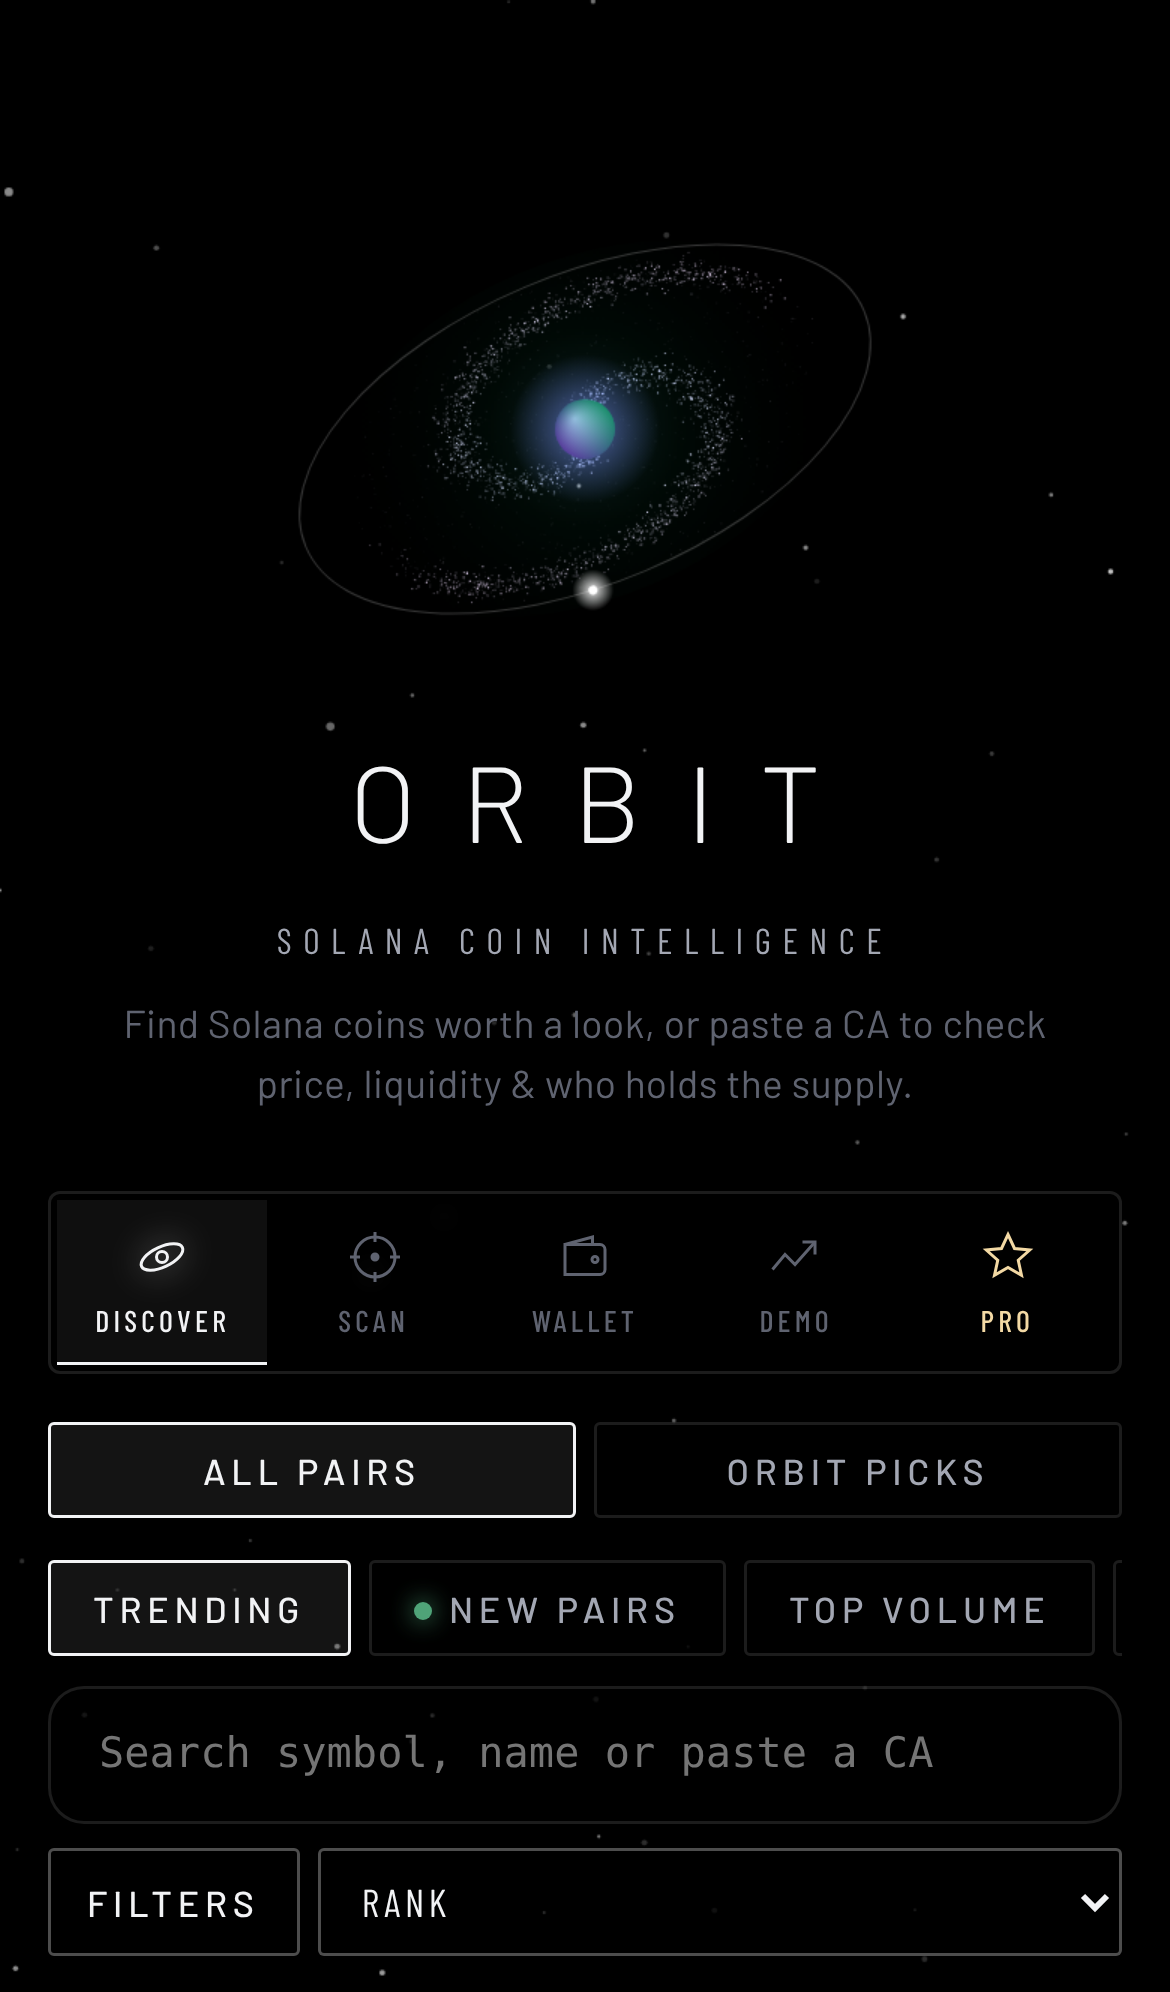 ORBIT
SOLANA COIN INTELLIGENCE
Find Solana coins worth a look, or paste a CA to check
price, liquidity & who holds the supply.
DISCOVER
SCAN
WALLET
DEMO
PRO
ALL PAIRS
ORBIT PICKS
TRENDING
NEW PAIRS
TOP VOLUME
Search symbol, name or paste a CA
FILTERS
RANK